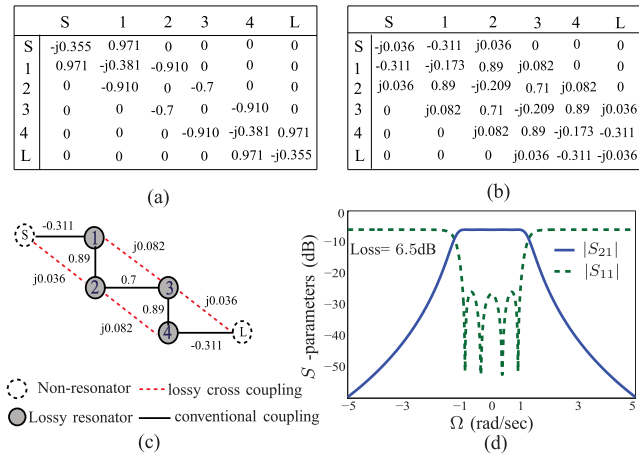 S 1 2 3 4 L
S -j0.355 0.971 0 0 0 0
1 0.971 -j0.381 -0.910 0 0 0
2 0 -0.910 0 -0.7 0 0
3 0 0 -0.7 0 -0.910 0
4 0 0 0 -0.910 -j0.381 0.971
L 0 0 0 0 0.971 -j0.355
(a)
S 1 2 3 4 L
S -j0.036 -0.311 j0.036 0 0 0
1 -0.311 -j0.173 0.89 j0.082 0 0
2 j0.036 0.89 -j0.209 0.71 j0.082 0
3 0 j0.082 0.71 -j0.209 0.89 j0.036
4 0 0 j0.082 0.89 -j0.173 -0.311
L 0 0 0 j0.036 -0.311 -j0.036
(b)
S -0.311 1
0.89 j0.082
j0.036
2 0.7 3
j0.082 0.89 j0.036
4 -0.311 L
Non-resonator lossy cross coupling
Lossy resonator conventional coupling
(c)
S -parameters (dB)
0
−10
−20
−30
−40
−50
Loss= 6.5dB
|S21|
|S11|
−5 −3 −1 0 1 3 5
Ω (rad/sec)
(d)